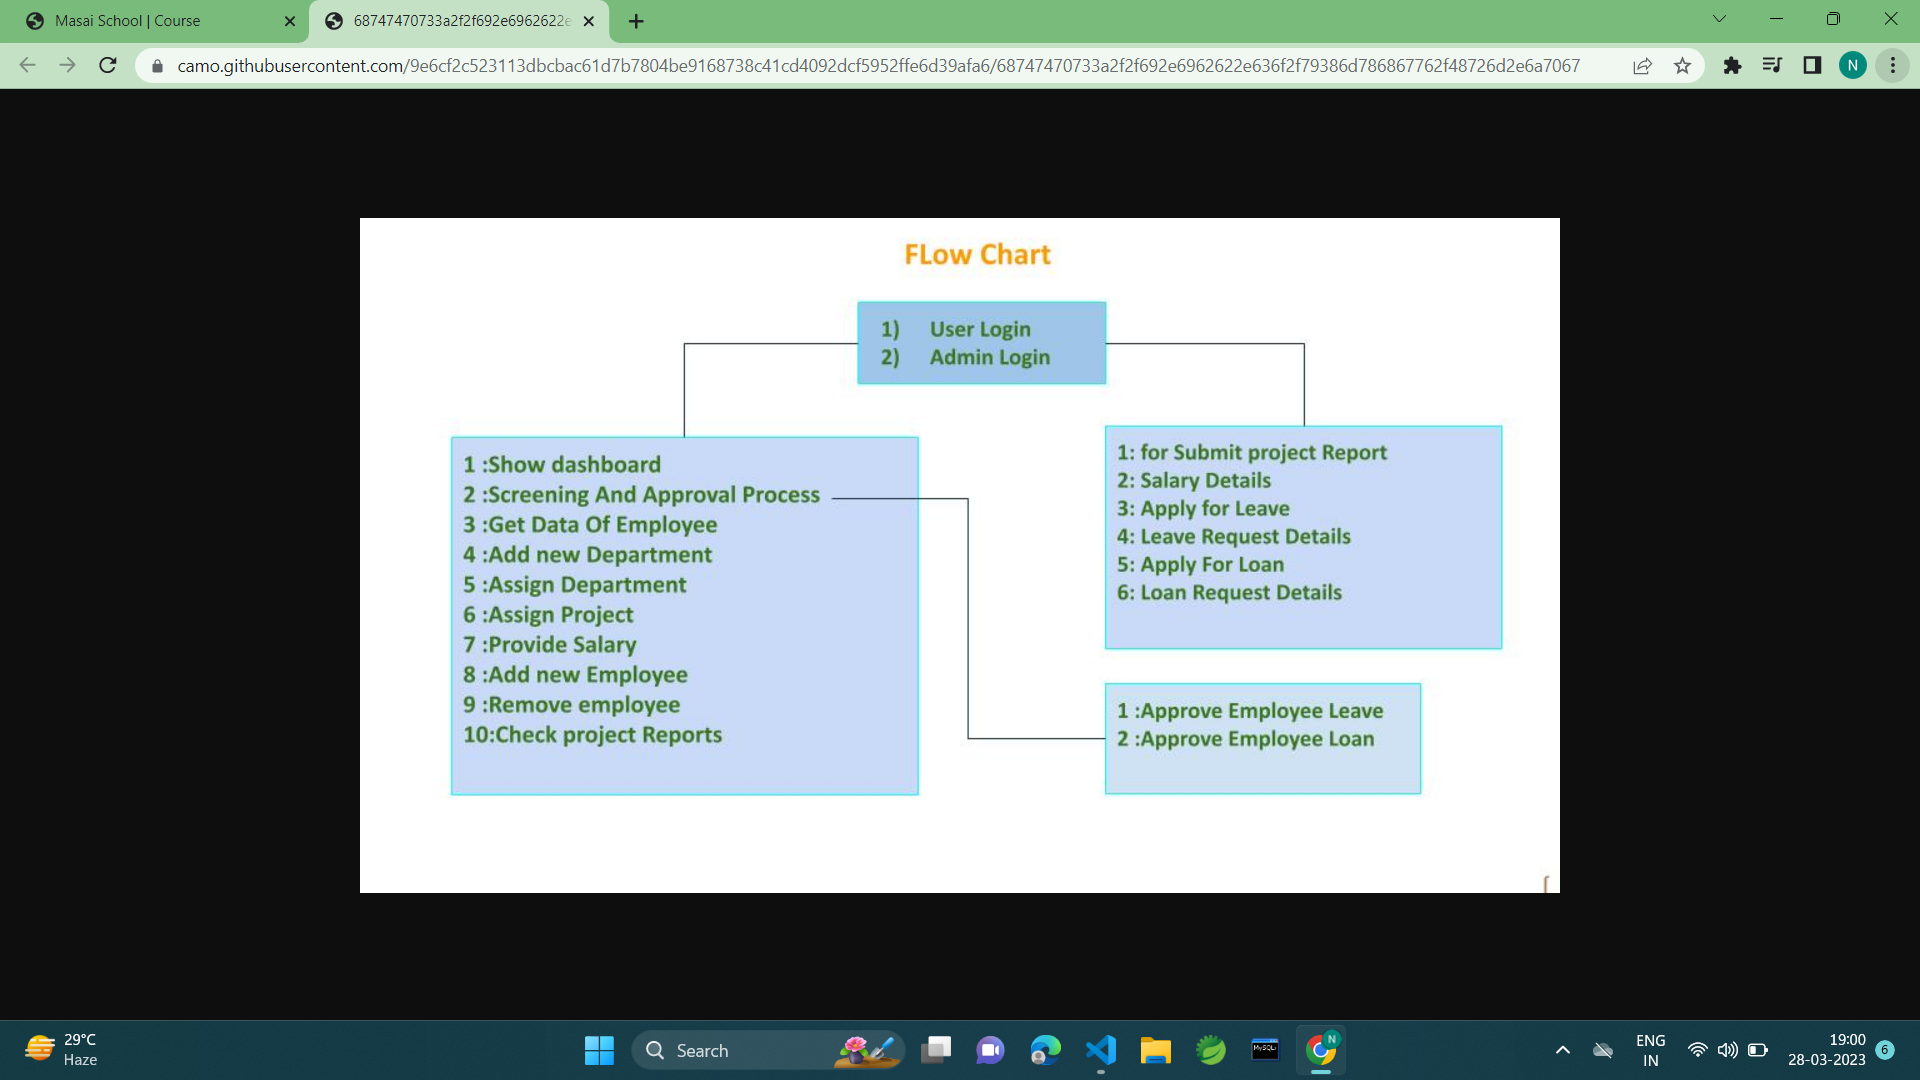 Masai School | Course
68747470733a2f2f692e6962622e
camo.githubusercontent.com/9e6cf2c523113dbcbac61d7b7804be9168738c41cd4092dcf5952ffe6d39afa6/68747470733a2f2f692e6962622e636f2f79386d786867762f48726d2e6a7067
N
FLow Chart
1) User Login
2) Admin Login
1 :Show dashboard
2 :Screening And Approval Process
3 :Get Data Of Employee
4 :Add new Department
5 :Assign Department
6 :Assign Project
7 :Provide Salary
8 :Add new Employee
9 :Remove employee
10:Check project Reports
1: for Submit project Report
2: Salary Details
3: Apply for Leave
4: Leave Request Details
5: Apply For Loan
6: Loan Request Details
1 :Approve Employee Leave
2 :Approve Employee Loan
29°C
Haze
Search
MySQL
N
ENG
IN
19:00
28-03-2023
6